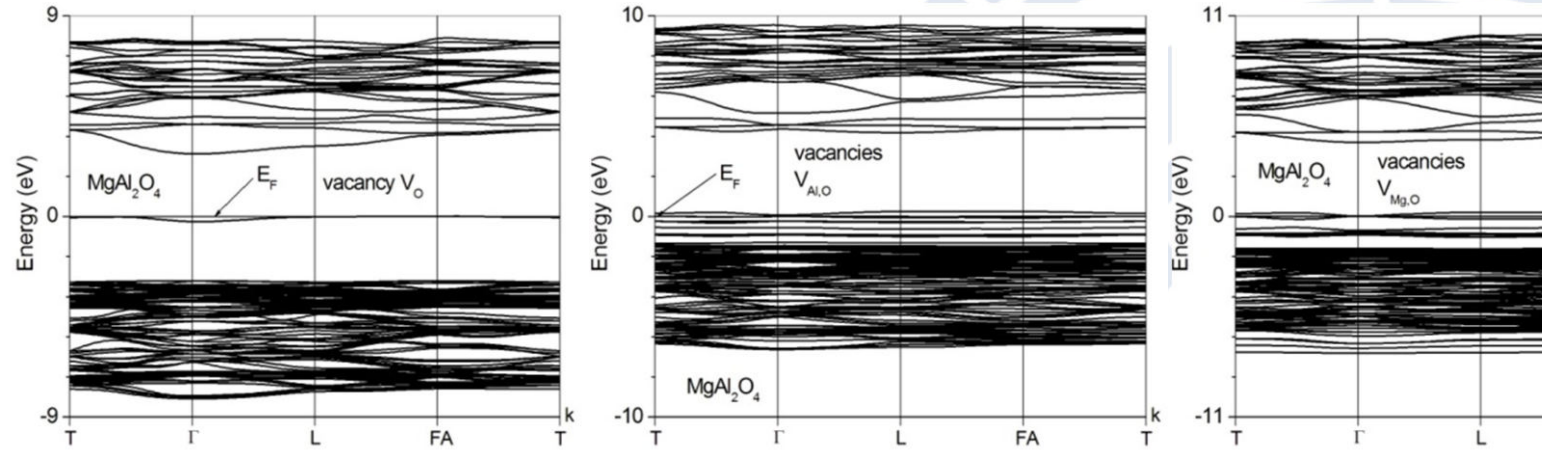 9
Energy (eV)
0
-9
MgAl2O4
EF
vacancy VO
T Γ L FA T
k
10
Energy (eV)
0
-10
vacancies
VAl,O
EF
MgAl2O4
T Γ L FA T
k
11
Energy (eV)
0
-11
MgAl2O4
vacancies
VMg,O
T Γ L